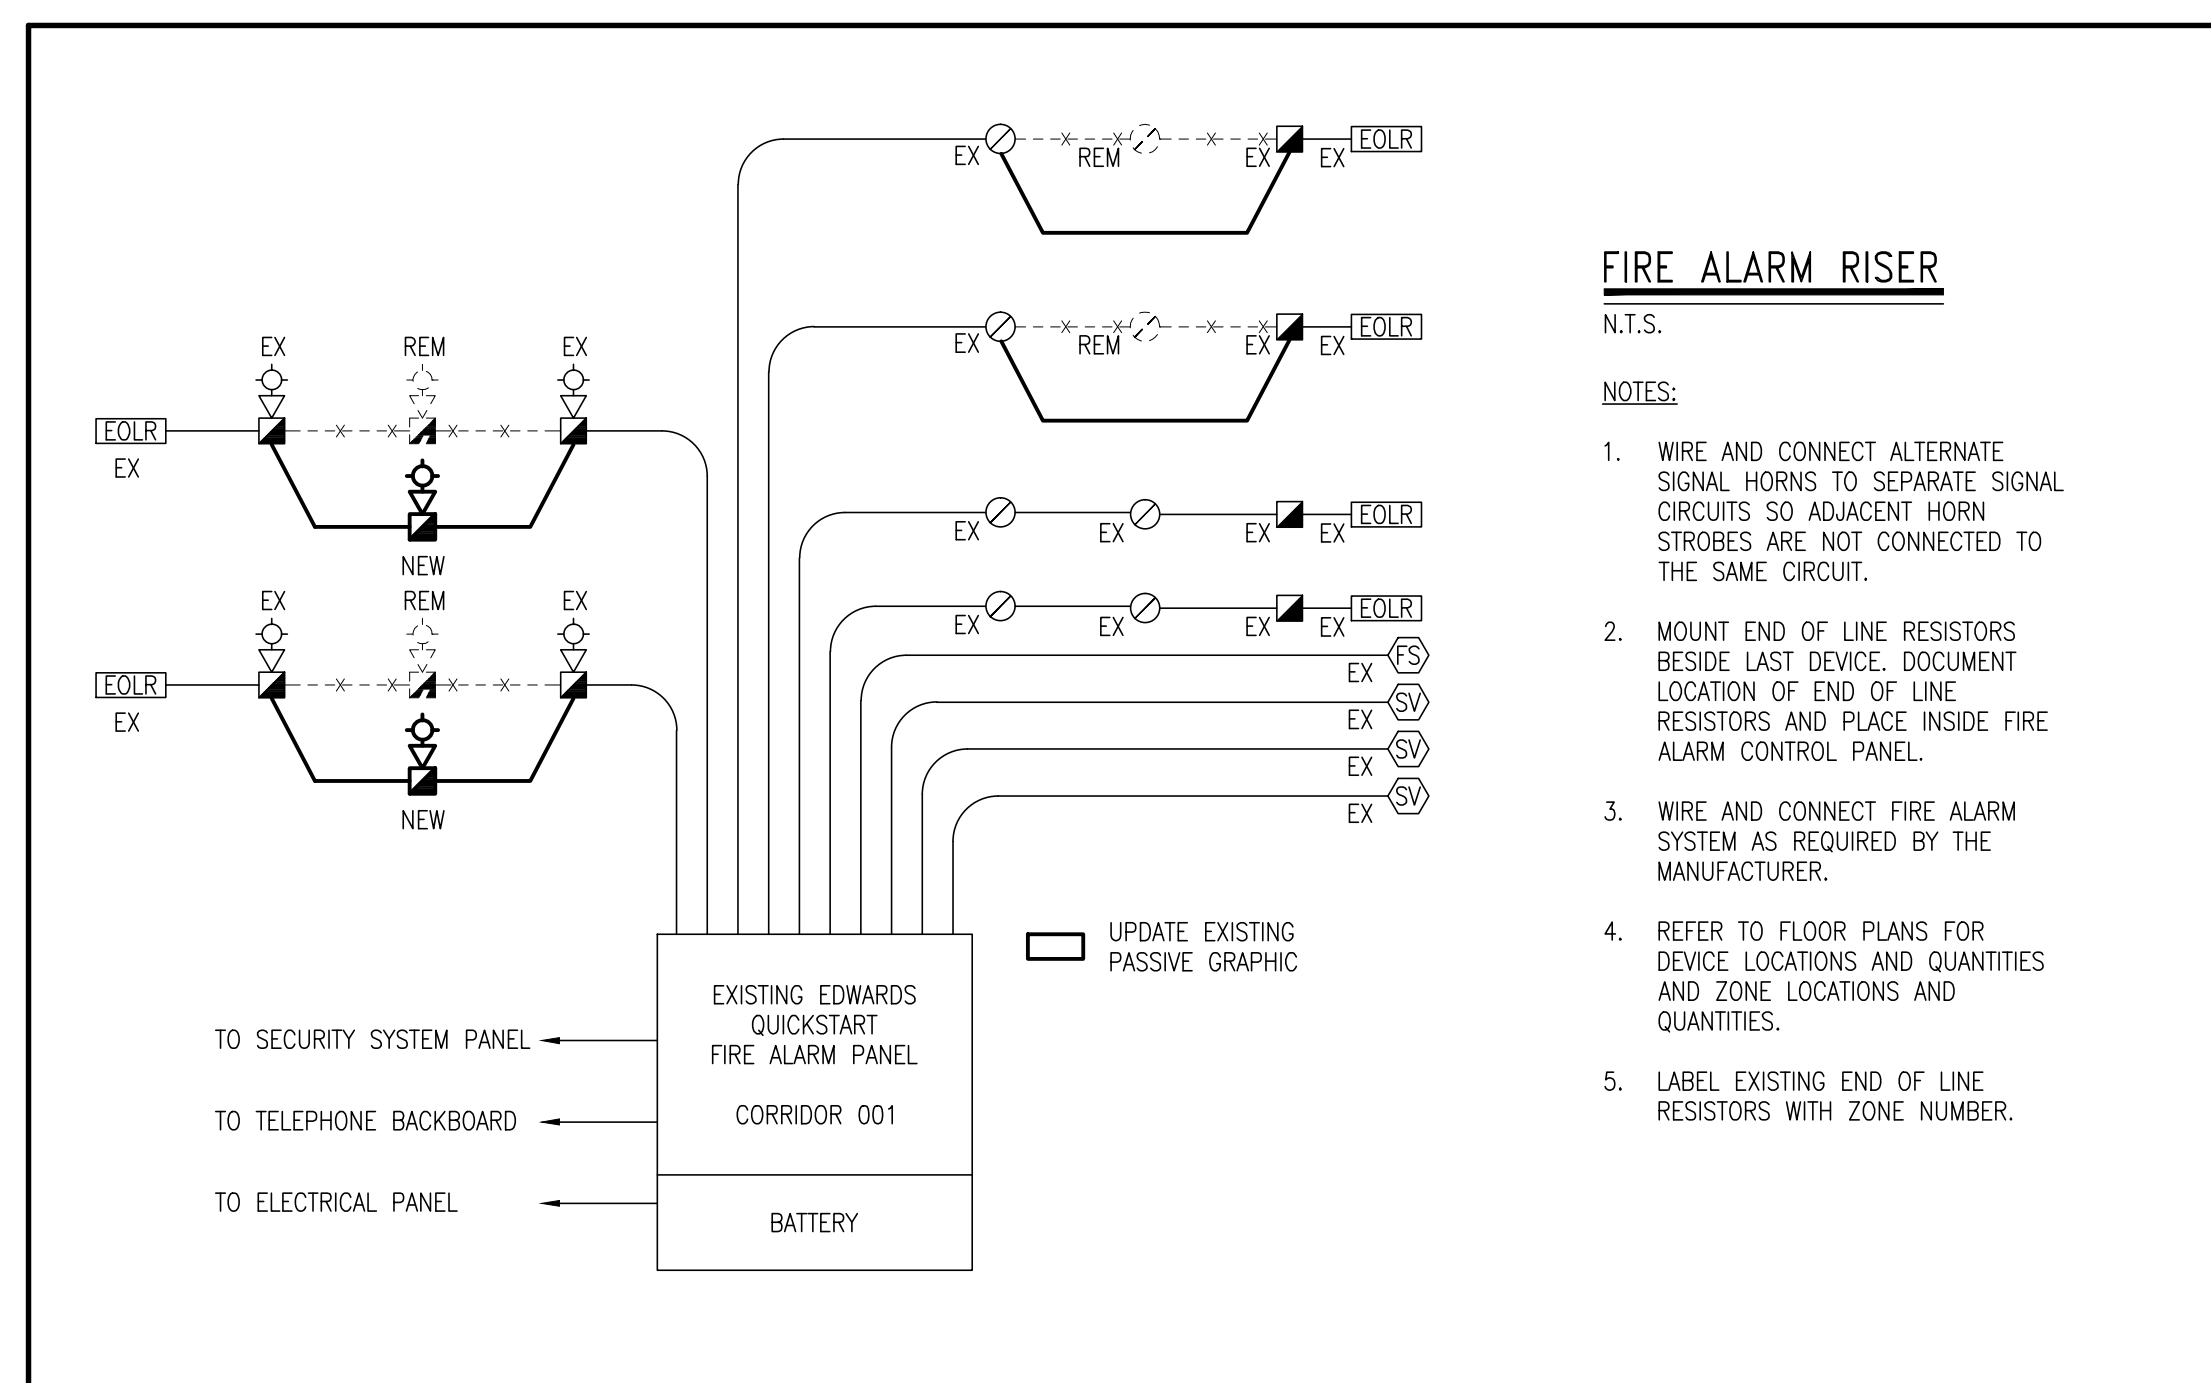 EX REM EX EX EOLR
FIRE ALARM RISER
N.T.S.
EX REM EX EX EOLR
EX REM EX
EOLR
EX
NEW
EX EX EX EX EOLR
EX REM EX
EOLR
EX
NEW
EX EX EX EX EOLR
EX FS
EX SV
EX SV
EX SV
UPDATE EXISTING
PASSIVE GRAPHIC
EXISTING EDWARDS
QUICKSTART
FIRE ALARM PANEL
CORRIDOR 001
BATTERY
TO SECURITY SYSTEM PANEL
TO TELEPHONE BACKBOARD
TO ELECTRICAL PANEL
NOTES:
1. WIRE AND CONNECT ALTERNATE
SIGNAL HORNS TO SEPARATE SIGNAL
CIRCUITS SO ADJACENT HORN
STROBES ARE NOT CONNECTED TO
THE SAME CIRCUIT.
2. MOUNT END OF LINE RESISTORS
BESIDE LAST DEVICE. DOCUMENT
LOCATION OF END OF LINE
RESISTORS AND PLACE INSIDE FIRE
ALARM CONTROL PANEL.
3. WIRE AND CONNECT FIRE ALARM
SYSTEM AS REQUIRED BY THE
MANUFACTURER.
4. REFER TO FLOOR PLANS FOR
DEVICE LOCATIONS AND QUANTITIES
AND ZONE LOCATIONS AND
QUANTITIES.
5. LABEL EXISTING END OF LINE
RESISTORS WITH ZONE NUMBER.